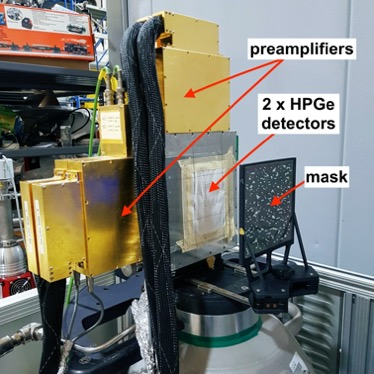 preamplifiers
2 x HPGe
detectors
mask